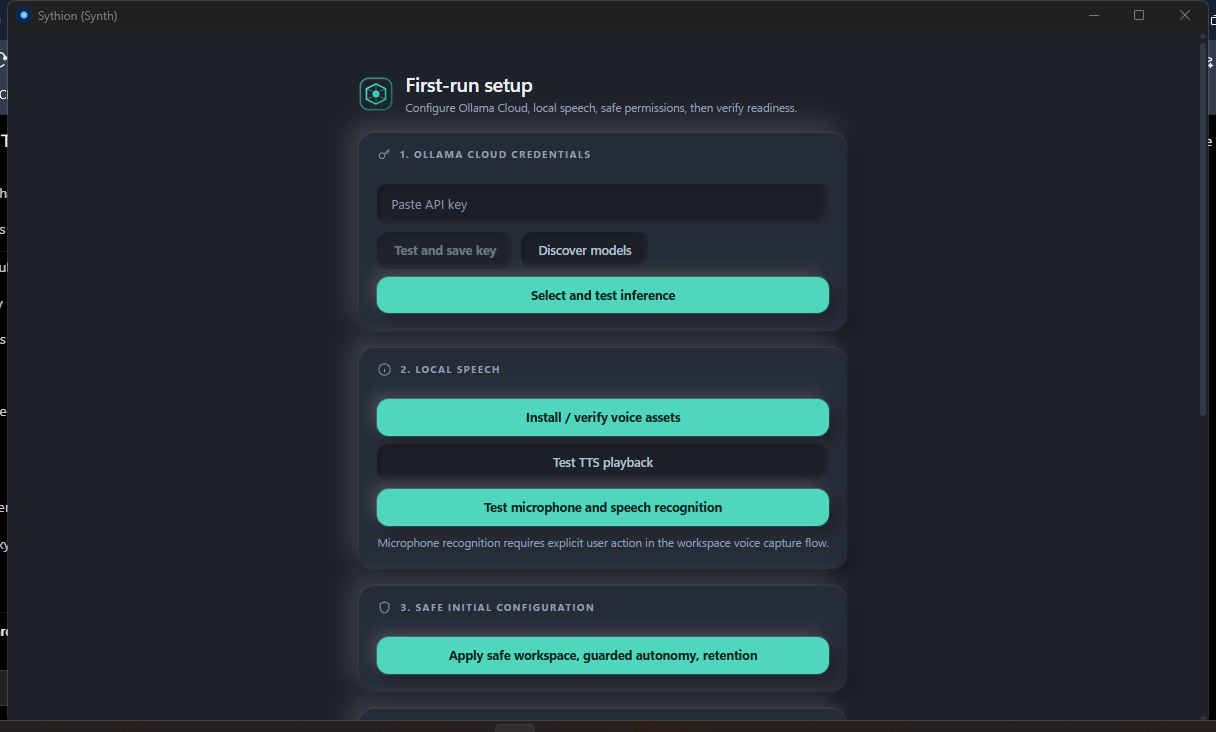 Sythion (Synth)
First-run setup
Configure Ollama Cloud, local speech, safe permissions, then verify readiness.
1. OLLAMA CLOUD CREDENTIALS
Paste API key
Test and save key
Discover models
Select and test inference
2. LOCAL SPEECH
Install / verify voice assets
Test TTS playback
Test microphone and speech recognition
Microphone recognition requires explicit user action in the workspace voice capture flow.
3. SAFE INITIAL CONFIGURATION
Apply safe workspace, guarded autonomy, retention